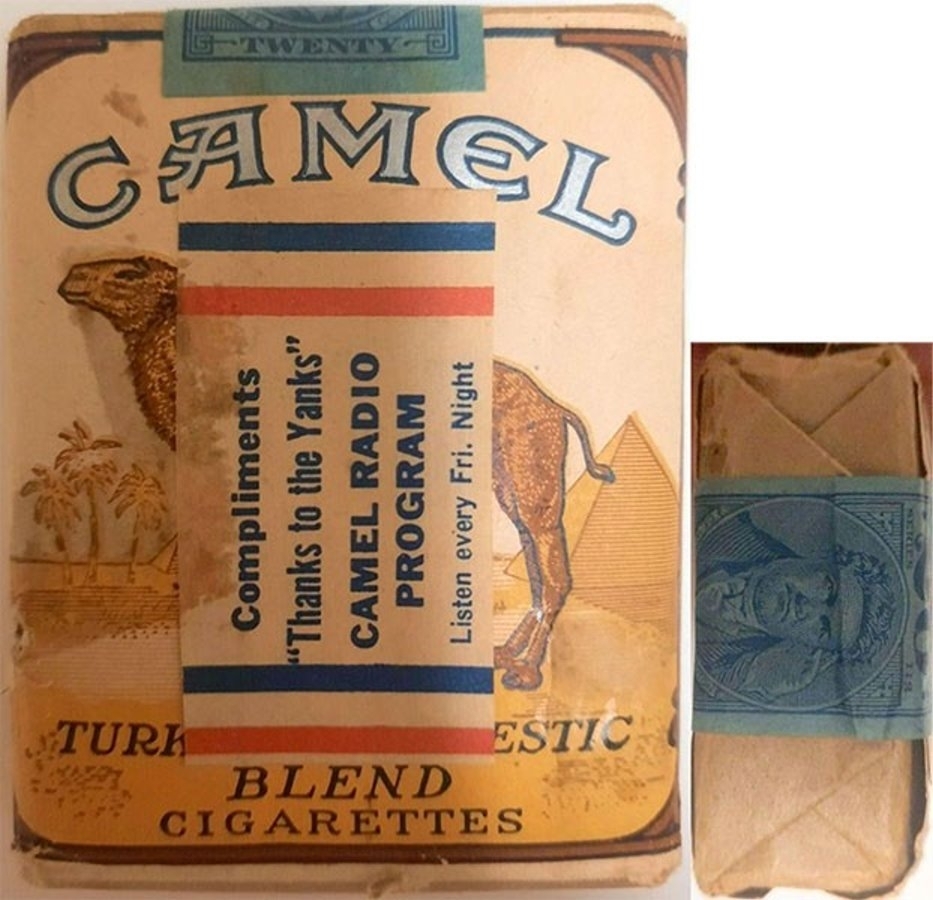 TWENTY
CAMEL
Compliments
"Thanks to the Yanks"
CAMEL RADIO
PROGRAM
Listen every Fri. Night
TURK ESTIC
BLEND
CIGARETTES